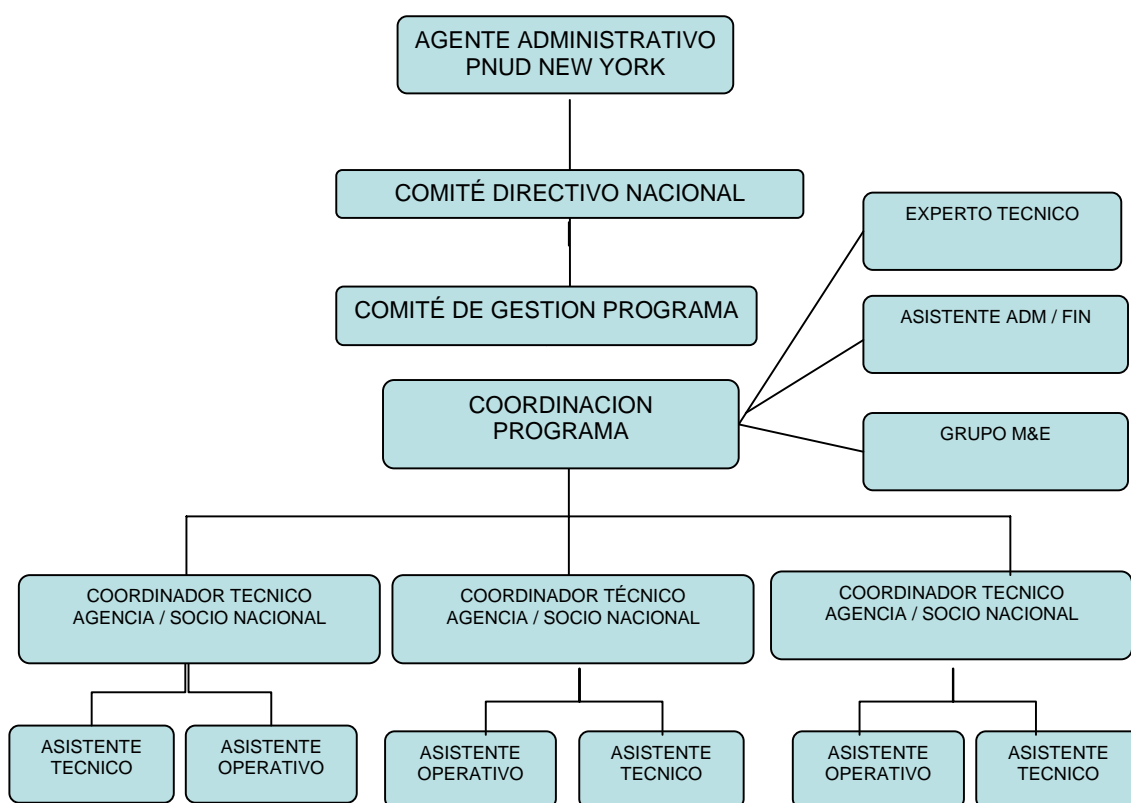 AGENTE ADMINISTRATIVO
PNUD NEW YORK
COMITÉ DIRECTIVO NACIONAL
EXPERTO TECNICO
COMITÉ DE GESTION PROGRAMA
ASISTENTE ADM / FIN
COORDINACION
PROGRAMA
GRUPO M&E
COORDINADOR TECNICO
AGENCIA / SOCIO NACIONAL
COORDINADOR TÉCNICO
AGENCIA / SOCIO NACIONAL
COORDINADOR TECNICO
AGENCIA / SOCIO NACIONAL
ASISTENTE
TECNICO
ASISTENTE
OPERATIVO
ASISTENTE
OPERATIVO
ASISTENTE
TECNICO
ASISTENTE
OPERATIVO
ASISTENTE
TECNICO